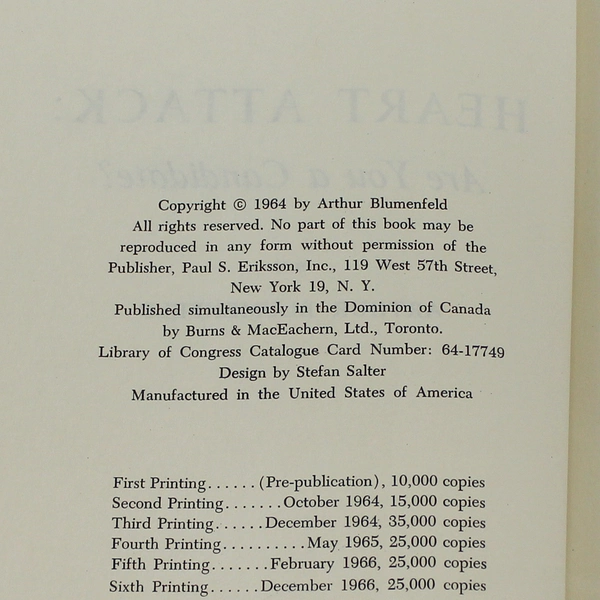 HEART ATTACK:
Are You a Candidate?
Copyright © 1964 by Arthur Blumenfeld
All rights reserved. No part of this book may be
reproduced in any form without permission of the
Publisher, Paul S. Eriksson, Inc., 119 West 57th Street,
New York 19, N. Y.
Published simultaneously in the Dominion of Canada
by Burns & MacEachern, Ltd., Toronto.
Library of Congress Catalogue Card Number: 64-17749
Design by Stefan Salter
Manufactured in the United States of America
First Printing......(Pre-publication), 10,000 copies
Second Printing.......October 1964, 15,000 copies
Third Printing......December 1964, 35,000 copies
Fourth Printing..........May 1965, 25,000 copies
Fifth Printing.......February 1966, 25,000 copies
Sixth Printing......December 1966, 25,000 copies